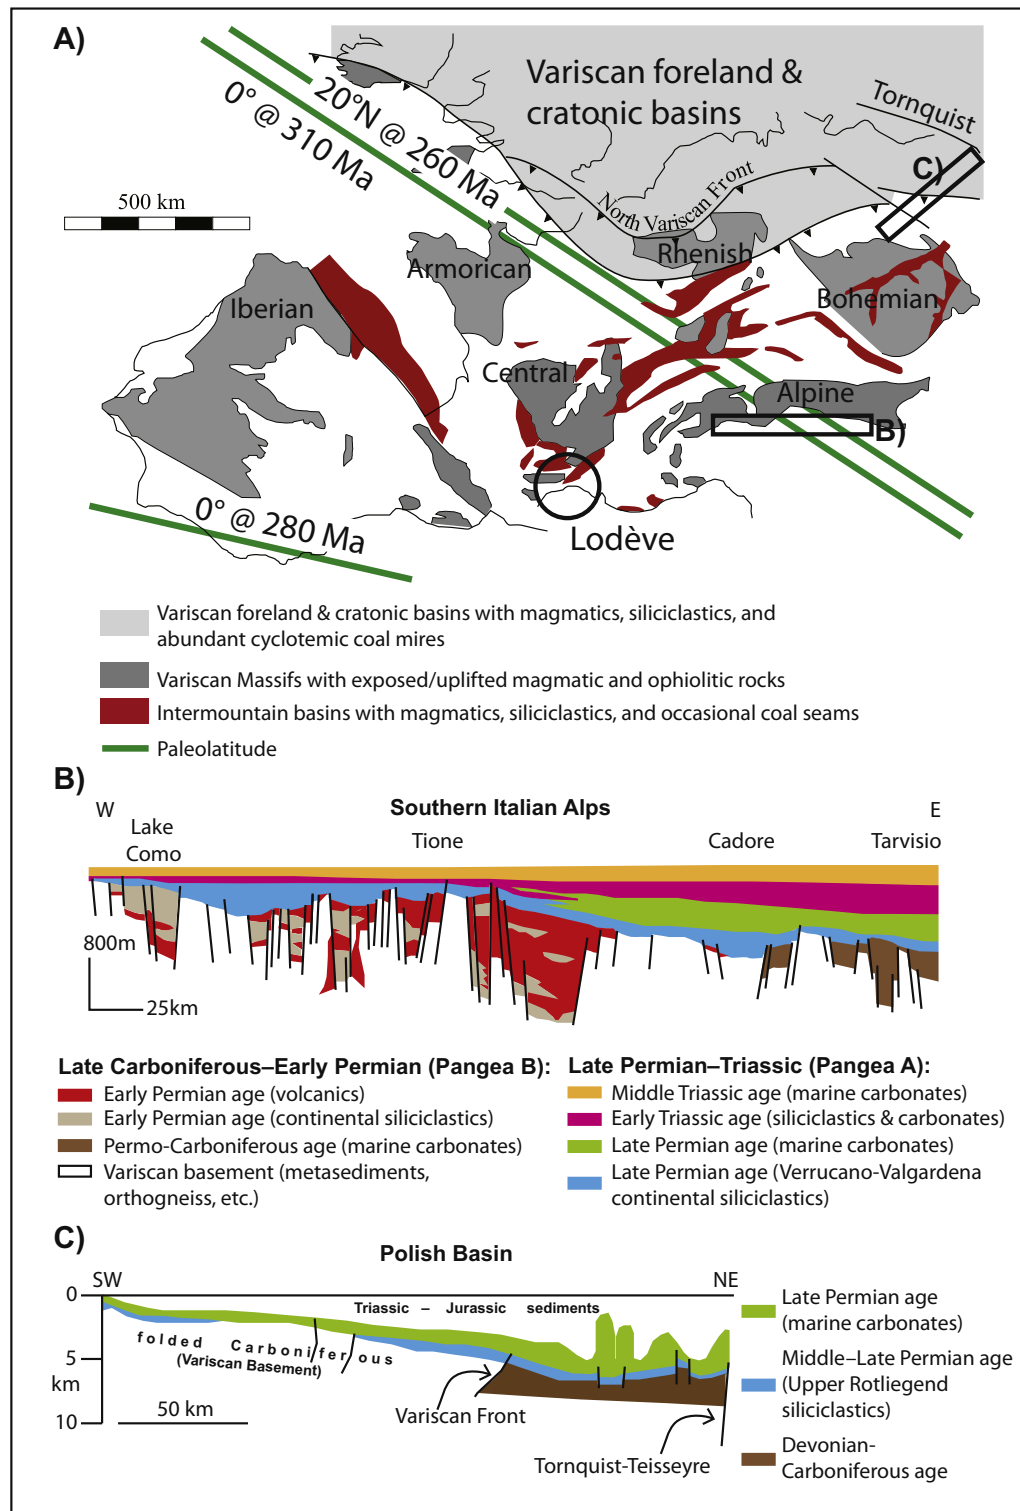 A)
Variscan foreland &
cratonic basins
Tornquist
C)
20°N @ 260 Ma
0° @ 310 Ma
500 km
North Variscan Front
Rhenish
Armorican
Iberian
Bohemian
Central
Alpine
B)
0° @ 280 Ma
Lodève
Variscan foreland & cratonic basins with magmatics, siliciclastics, and
abundant cyclotemic coal mires
Variscan Massifs with exposed/uplifted magmatic and ophiolitic rocks
Intermountain basins with magmatics, siliciclastics, and occasional coal seams
Paleolatitude
B)
W
Southern Italian Alps
E
Lake
Como
Tione
Cadore
Tarvisio
800m
25km
Late Carboniferous–Early Permian (Pangea B):
Early Permian age (volcanics)
Early Permian age (continental siliciclastics)
Permo-Carboniferous age (marine carbonates)
Variscan basement (metasediments,
orthogneiss, etc.)
Late Permian–Triassic (Pangea A):
Middle Triassic age (marine carbonates)
Early Triassic age (siliciclastics & carbonates)
Late Permian age (marine carbonates)
Late Permian age (Verrucano-Valgardena
continental siliciclastics)
C)
Polish Basin
SW
NE
0
5
km
10
Triassic – Jurassic sediments
folded Carboniferous
(Variscan Basement)
Variscan Front
50 km
Tornquist-Teisseyre
Late Permian age
(marine carbonates)
Middle–Late Permian age
(Upper Rotliegend
siliciclastics)
Devonian-
Carboniferous age